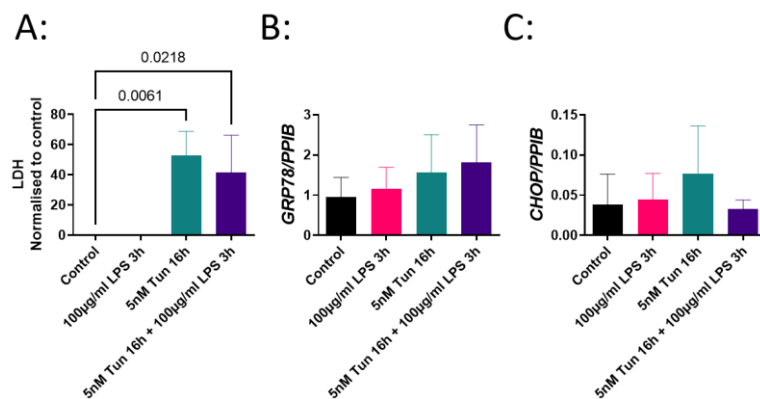 A:
0.0218
0.0061
LDH
Normalised to control
80
60
40
20
0
Control
100µg/ml LPS 3h
5nM Tun 16h
5nM Tun 16h + 100µg/ml LPS 3h
B:
GRP78/PPIB
3
2
1
0
Control
100µg/ml LPS 3h
5nM Tun 16h
5nM Tun 16h + 100µg/ml LPS 3h
C:
CHOP/PPIB
0.15
0.10
0.05
0.00
Control
100µg/ml LPS 3h
5nM Tun 16h
5nM Tun 16h + 100µg/ml LPS 3h